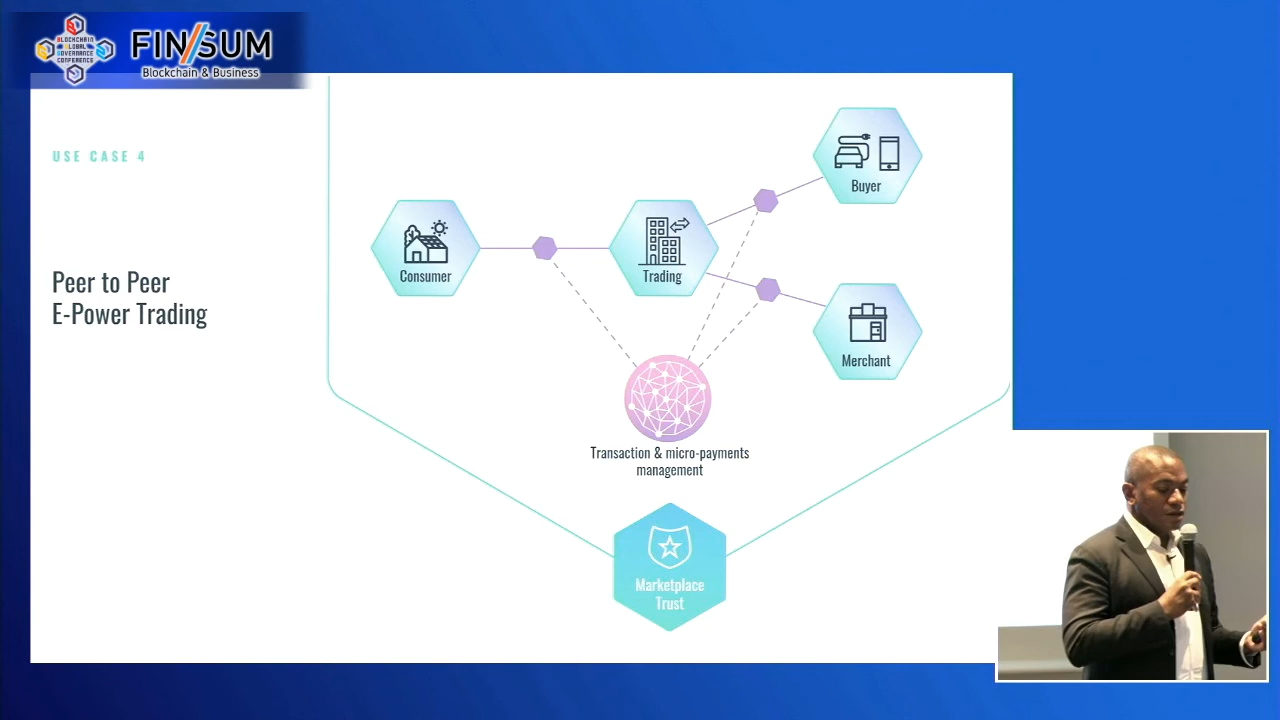 BLOCKCHAIN
GLOBAL
GOVERNANCE
CONFERENCE
FIN/SUM
Blockchain & Business
USE CASE 4
Peer to Peer
E-Power Trading
Consumer
Trading
Buyer
Merchant
Transaction & micro-payments
management
Marketplace
Trust